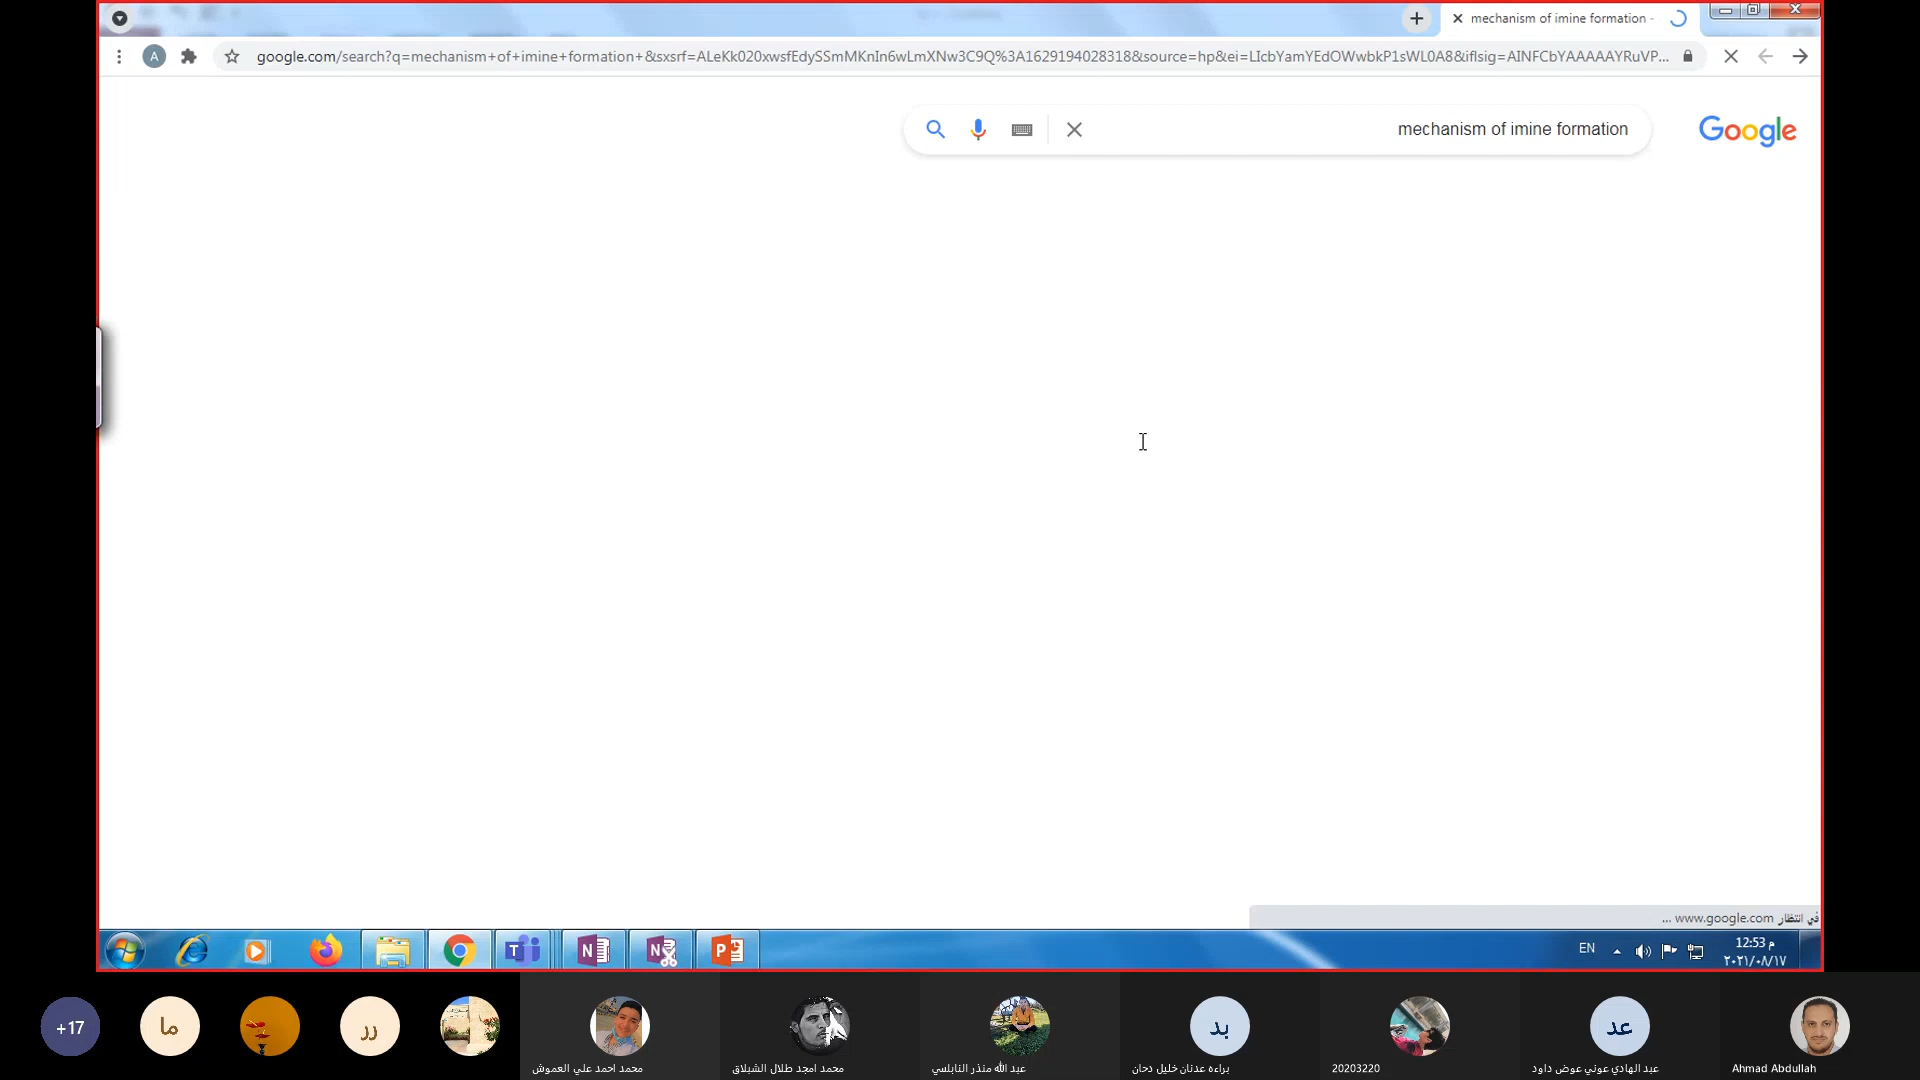 mechanism of imine formation -
A
google.com/search?q=mechanism+of+imine+formation+&sxsrf=ALeKk020xwsfEdySSmMKnIn6wLmXNw3C9Q%3A1629194028318&source=hp&ei=LIcbYamYEdOWwbkP1sWL0A8&iflsig=AINFCbYAAAAAYRuVP...
mechanism of imine formation
Google
في انتظار www.google.com ...
EN
12:53 م
٢٠٢١/٠٨/١٧
+17
ما
رر
بد
عد
محمد احمد علي العموش
محمد امجد طلال الشبلاق
عبد الله منذر النابلسي
براءه عدنان خليل دحان
20203220
عبد الهادي عوني عوض داود
Ahmad Abdullah